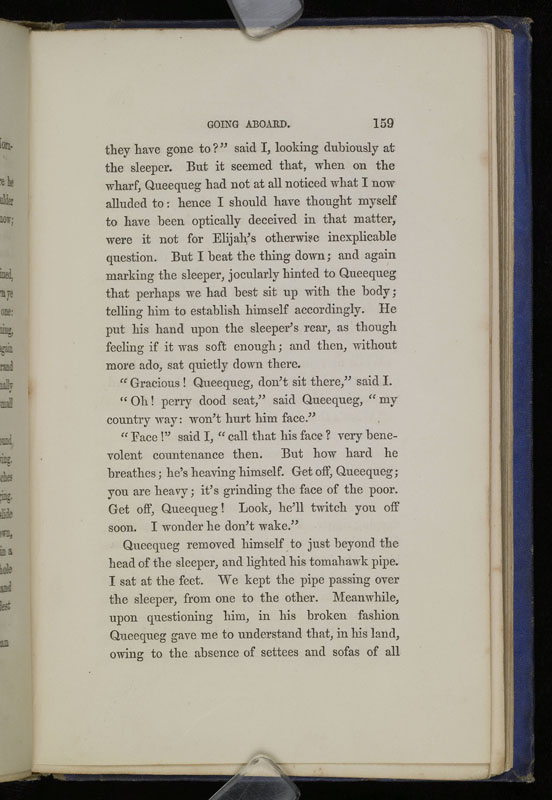 GOING ABOARD. 159
they have gone to?” said I, looking dubiously at
the sleeper. But it seemed that, when on the
wharf, Queequeg had not at all noticed what I now
alluded to: hence I should have thought myself
to have been optically deceived in that matter,
were it not for Elijah’s otherwise inexplicable
question. But I beat the thing down; and again
marking the sleeper, jocularly hinted to Queequeg
that perhaps we had best sit up with the body;
telling him to establish himself accordingly. He
put his hand upon the sleeper’s rear, as though
feeling if it was soft enough; and then, without
more ado, sat quietly down there.
“Gracious! Queequeg, don’t sit there,” said I.
“Oh! perry dood seat,” said Queequeg, “my
country way: won’t hurt him face.”
“Face!” said I, “call that his face? very bene-
volent countenance then. But how hard he
breathes; he’s heaving himself. Get off, Queequeg;
you are heavy; it’s grinding the face of the poor.
Get off, Queequeg! Look, he’ll twitch you off
soon. I wonder he don’t wake.”
Queequeg removed himself to just beyond the
head of the sleeper, and lighted his tomahawk pipe.
I sat at the feet. We kept the pipe passing over
the sleeper, from one to the other. Meanwhile,
upon questioning him, in his broken fashion
Queequeg gave me to understand that, in his land,
owing to the absence of settees and sofas of all